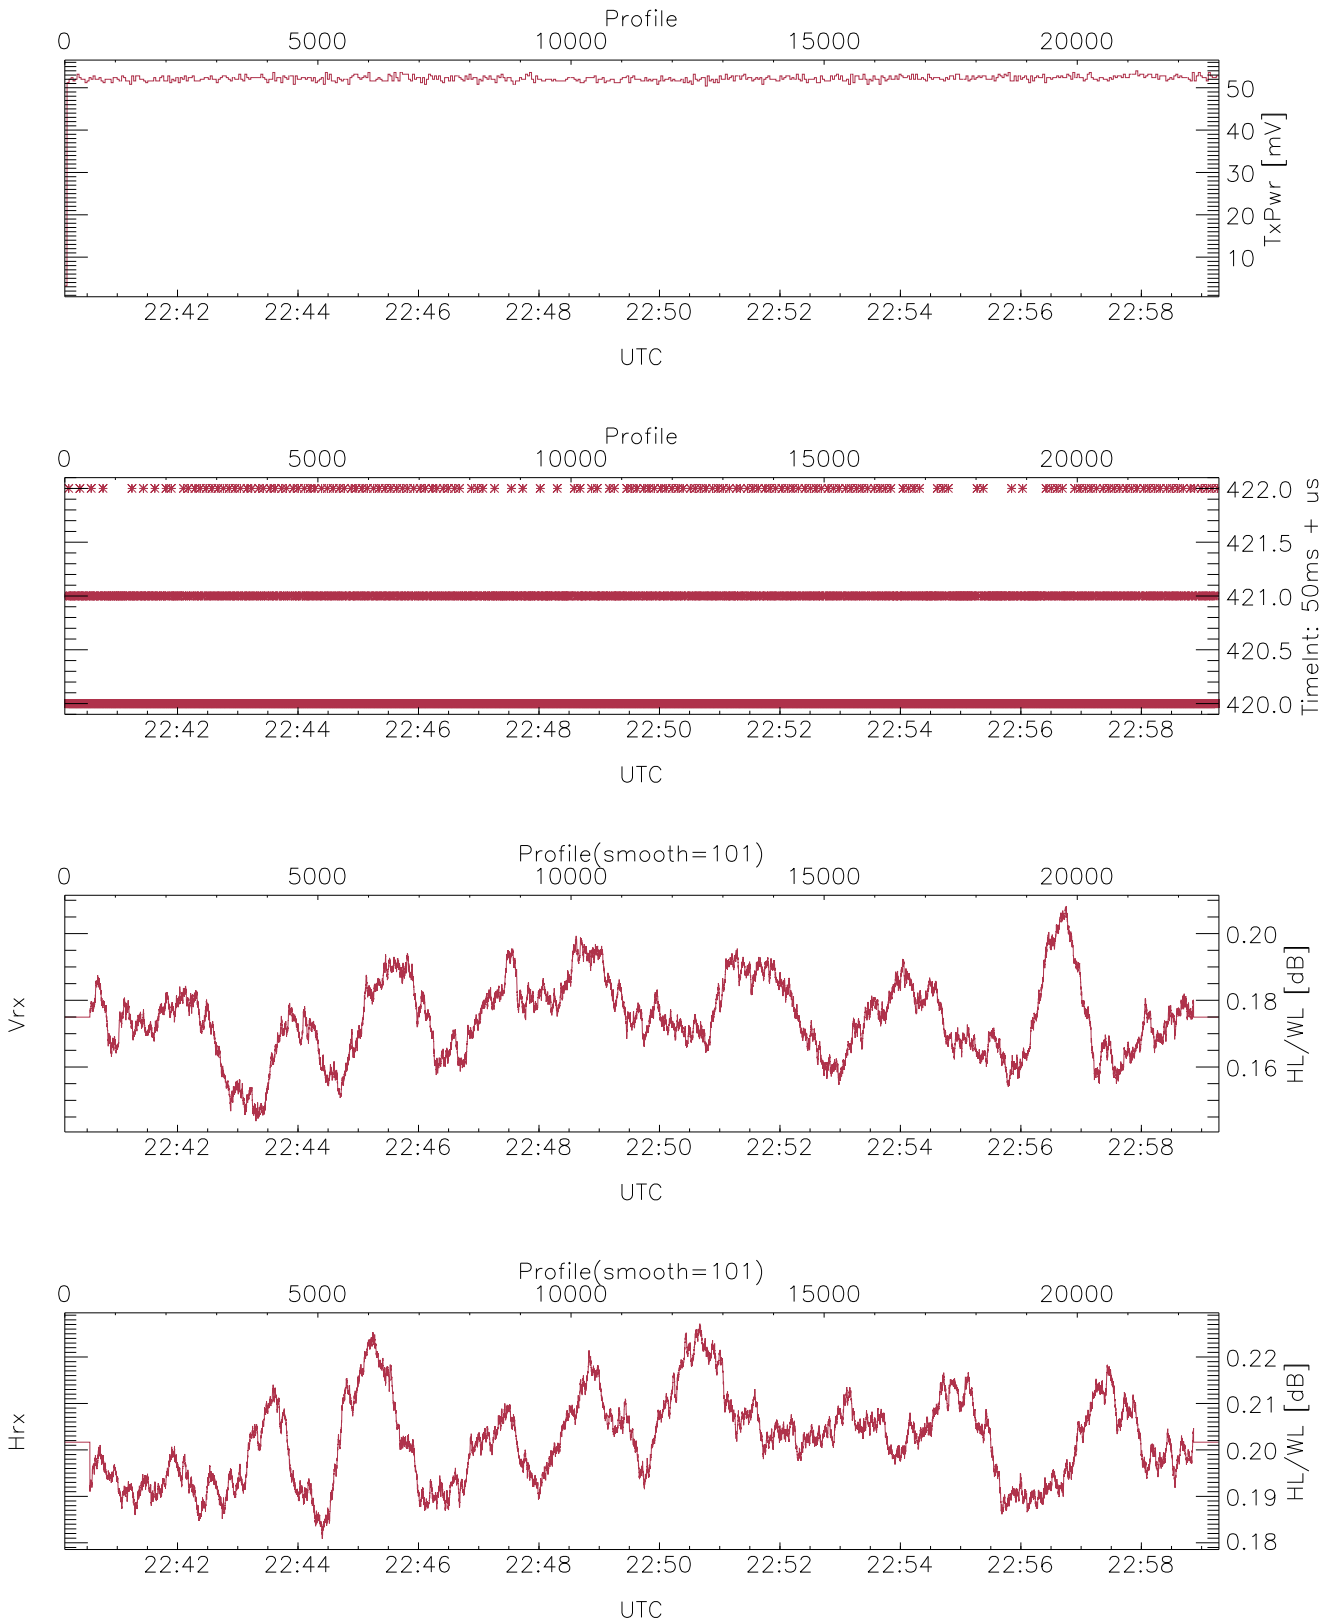 Profile
0 5000 10000 15000 20000
50
40
30
20
10
TxPwr [mV]
22:42 22:44 22:46 22:48 22:50 22:52 22:54 22:56 22:58
UTC
Profile
0 5000 10000 15000 20000
422.0
421.5
421.0
420.5
420.0
TimeInt: 50ms + us
22:42 22:44 22:46 22:48 22:50 22:52 22:54 22:56 22:58
UTC
Profile(smooth=101)
0 5000 10000 15000 20000
Vrx
0.20
0.18
0.16
HL/WL [dB]
22:42 22:44 22:46 22:48 22:50 22:52 22:54 22:56 22:58
UTC
Profile(smooth=101)
0 5000 10000 15000 20000
Hrx
0.22
0.21
0.20
0.19
0.18
HL/WL [dB]
22:42 22:44 22:46 22:48 22:50 22:52 22:54 22:56 22:58
UTC